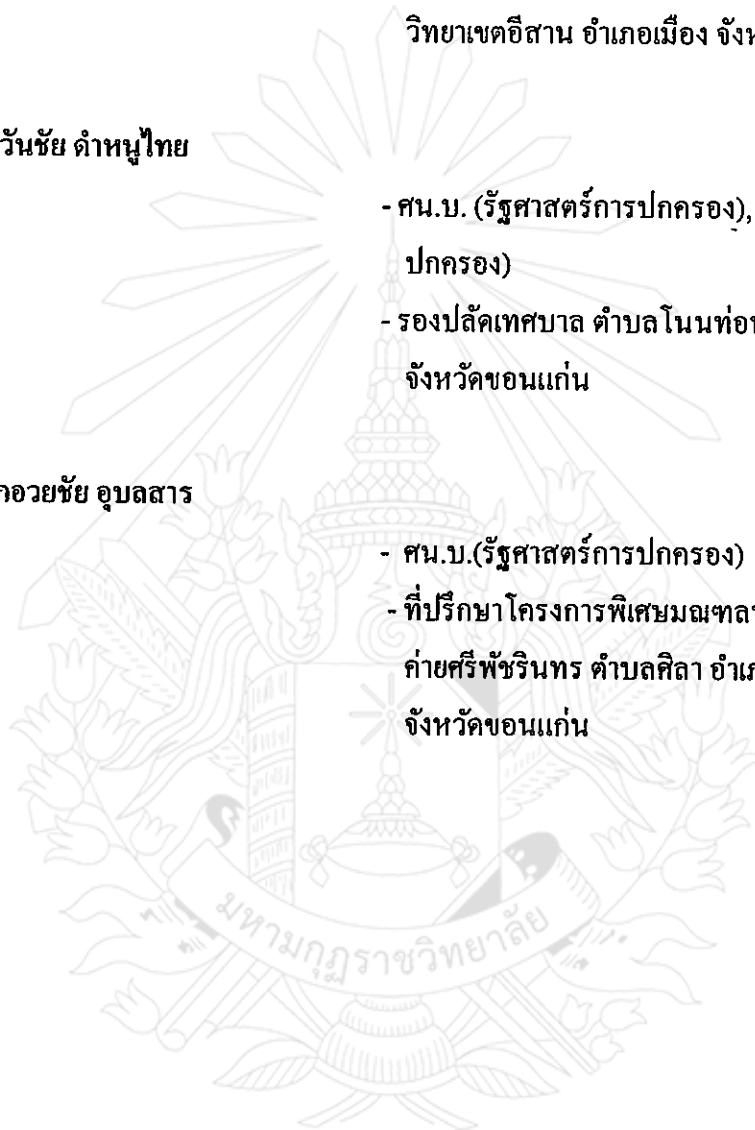 วิทยาเขตอีสาน อำเภอเมือง
วันชัย ดำหนูไทย
- ศน.บ. (รัฐศาสตร์การปกครอง),
ปกครอง)
- รองปลัดเทศบาล ตำบลโนนท่อน
จังหวัดขอนแก่น
อวยชัย อุบลสาร
- ศน.บ.(รัฐศาสตร์การปกครอง)
- ที่ปรึกษาโครงการพิเศษมณฑล
ค่ายศรีพัชรินทร ตำบลศิลา
จังหวัดขอนแก่น
มหามกุฏราชวิทยาลัย